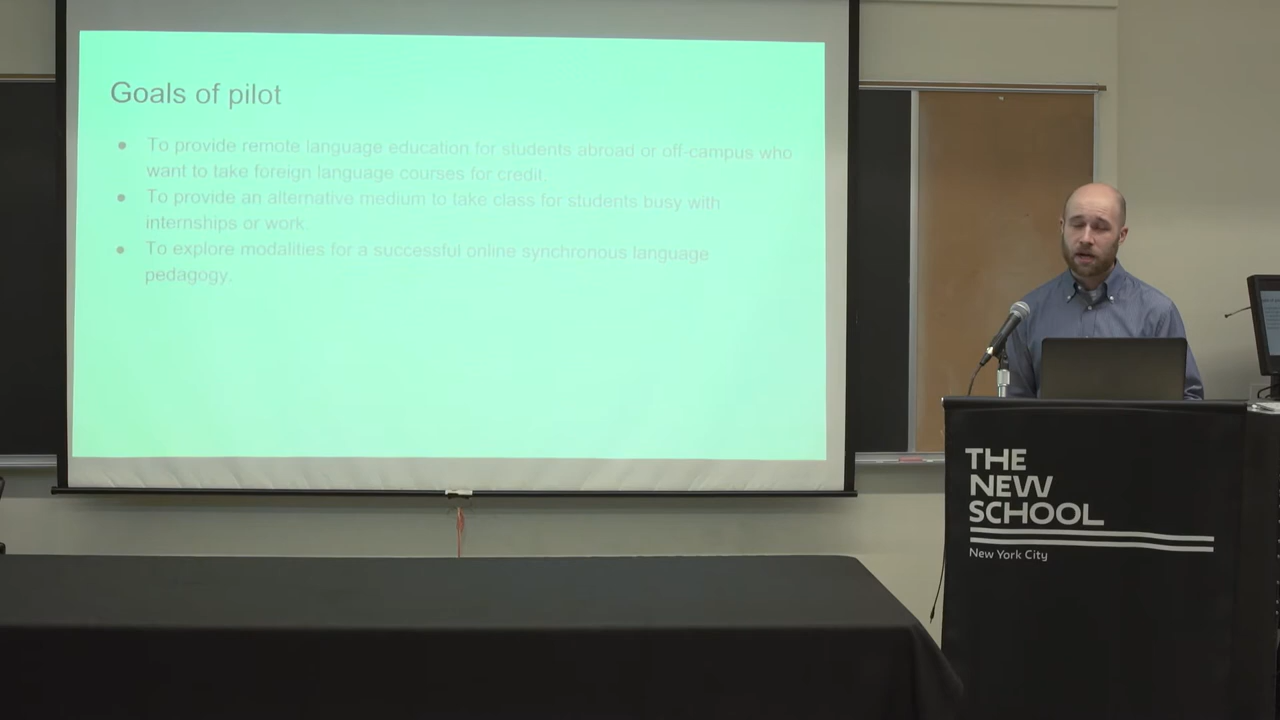 Goals of pilot
● To provide remote language education for students abroad or off-campus who
want to take foreign language courses for credit.
● To provide an alternative medium to take class for students busy with
internships or work.
● To explore modalities for a successful online synchronous language
pedagogy.
THE
NEW
SCHOOL
New York City